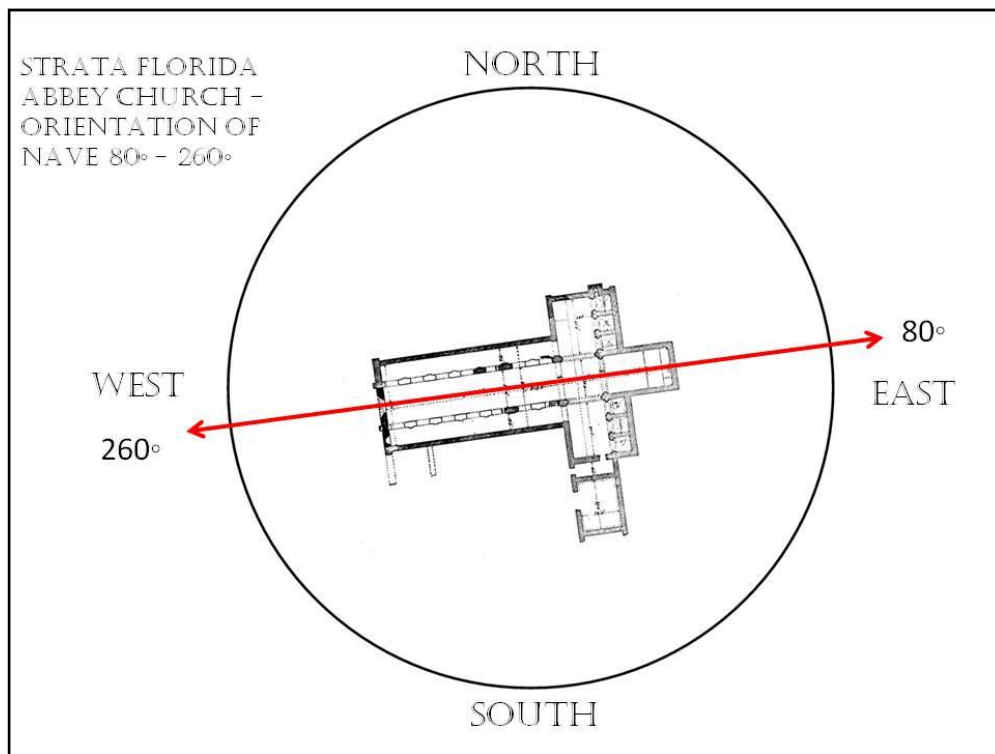 STRATA FLORIDA
ABBEY CHURCH –
ORIENTATION OF
NAVE 80° – 260°
NORTH
80°
WEST
EAST
260°
SOUTH